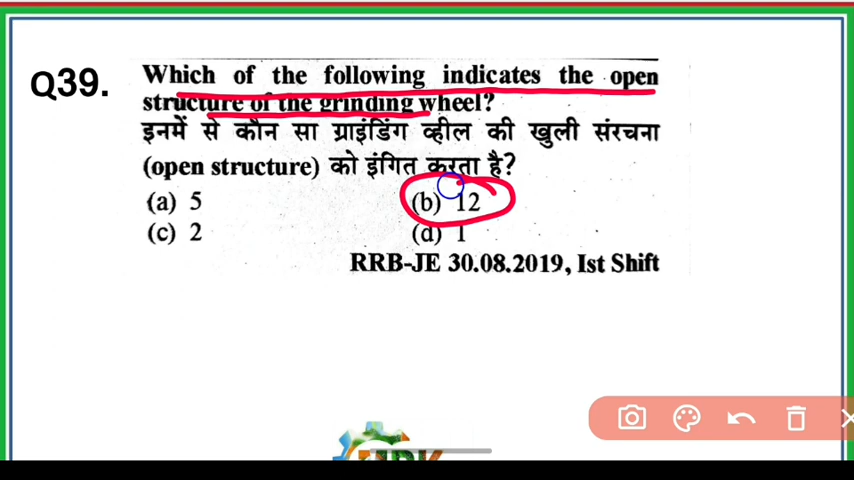 Q39.
Which of the following indicates the open
structure of the grinding wheel?
इनमें से कौन सा ग्राइंडिंग व्हील की खुली संरचना
(open structure) को इंगित करता है?
(a) 5 (b) 12
(c) 2 (d) 1
RRB-JE 30.08.2019, Ist Shift